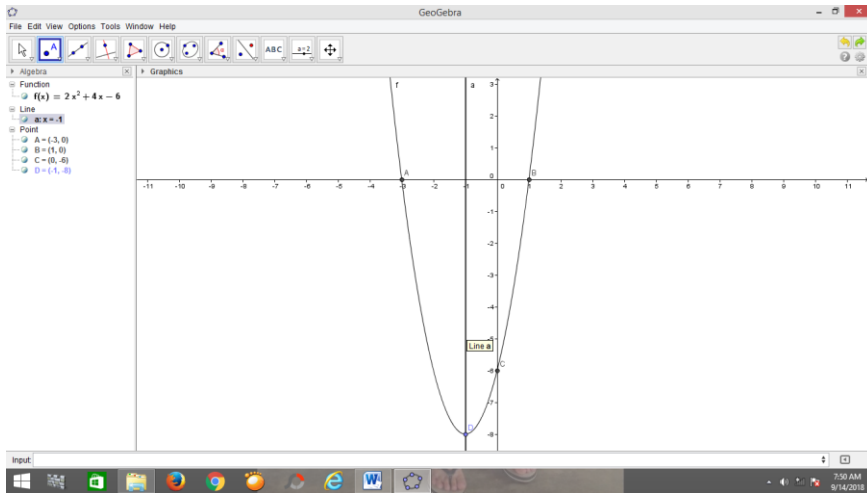 GeoGebra
File Edit View Options Tools Window Help
A
ABC
a=2
Algebra
Graphics
Function
f(x) = 2 x² + 4 x − 6
Line
a: x = -1
Point
A = (-3, 0)
B = (1, 0)
C = (0, -6)
D = (-1, -8)
f
a
3
2
1
0
A
B
-11 -10 -9 -8 -7 -6 -5 -4 -3 -2 -1 0 1 2 3 4 5 6 7 8 9 10 11
-1
-2
-3
-4
-5
Line a
C
-6
-7
D
-8
Input:
W
7:50 AM
9/14/2018